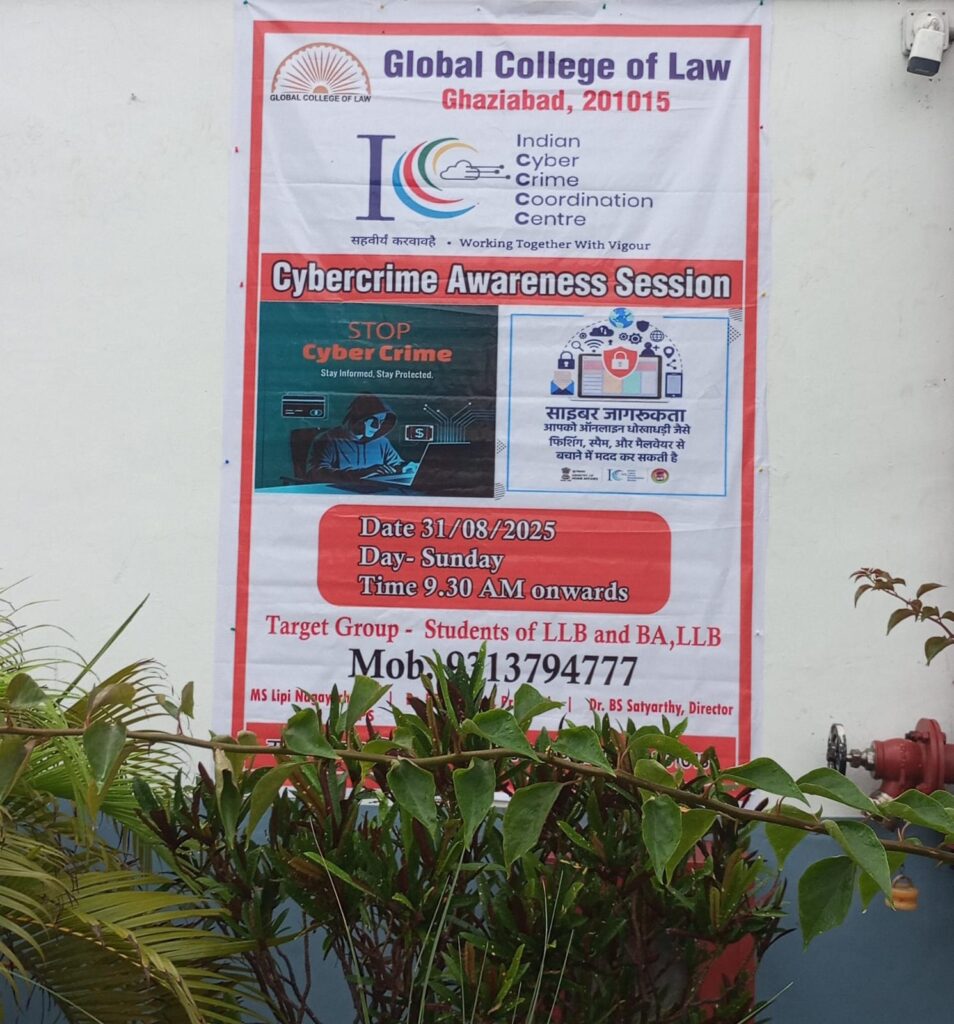 Global College of Law
GLOBAL COLLEGE OF LAW
Ghaziabad, 201015
IC
Indian
Cyber
Crime
Coordination
Centre
सहवीर्यं करवावहै • Working Together With Vigour
Cybercrime Awareness Session
STOP
Cyber Crime
Stay Informed, Stay Protected.
$
साइबर जागरूकता
आपको ऑनलाइन धोखाधड़ी जैसे
फिशिंग, स्पैम, और मैलवेयर से
बचाने में मदद कर सकती है
Date 31/08/2025
Day- Sunday
Time 9.30 AM onwards
Target Group - Students of LLB and BA,LLB
Mob. 9313794777
MS Lipi | | Dr. BS Satyarthy, Director